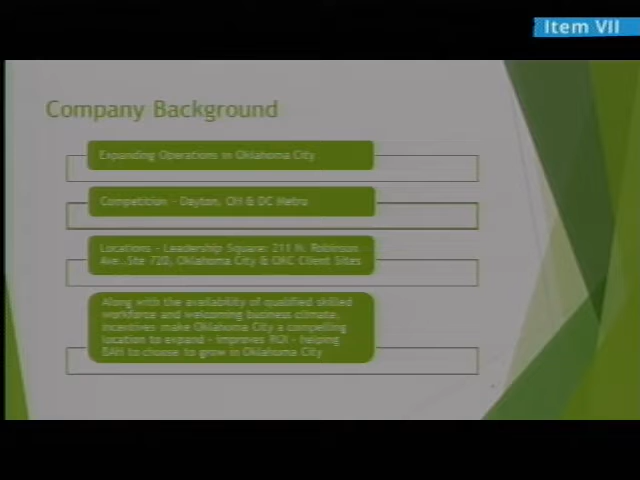 Item VII
Company Background
Expanding Operations in Oklahoma City
Competition - Dayton, OH & DC Metro
Locations - Leadership Square: 211 N. Robinson
Ave. Ste 720, Oklahoma City & OKC Client Sites
Along with the availability of qualified skilled
workforce and welcoming business climate,
incentives make Oklahoma City a compelling
location to expand - improves ROI - helping
BAH to choose to grow in Oklahoma City